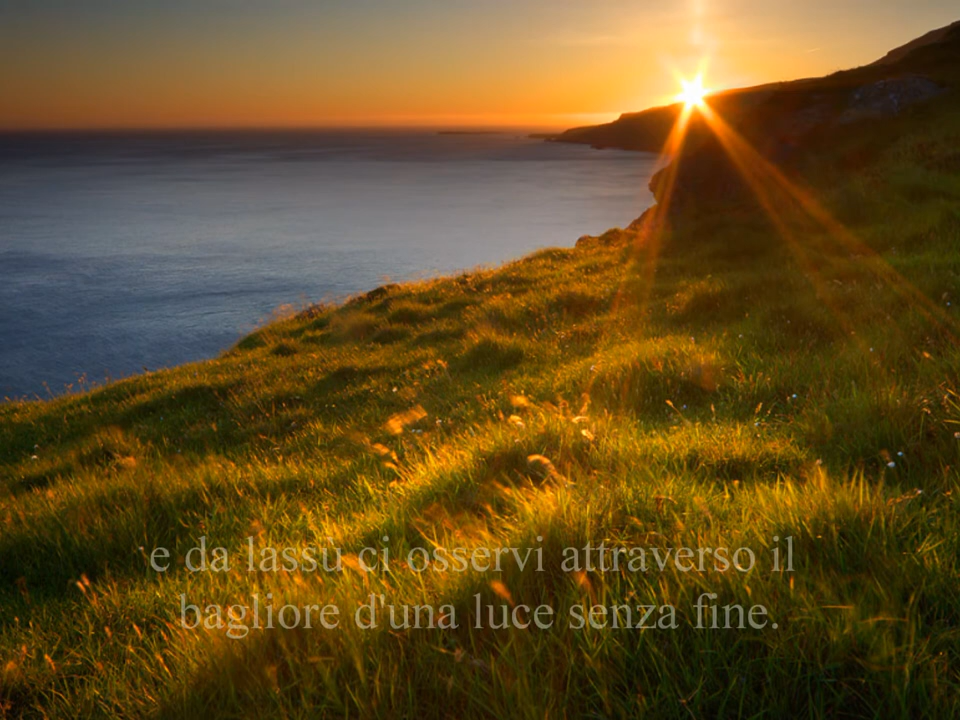 e da lassù ci osservi attraverso il
bagliore d'una luce senza fine.